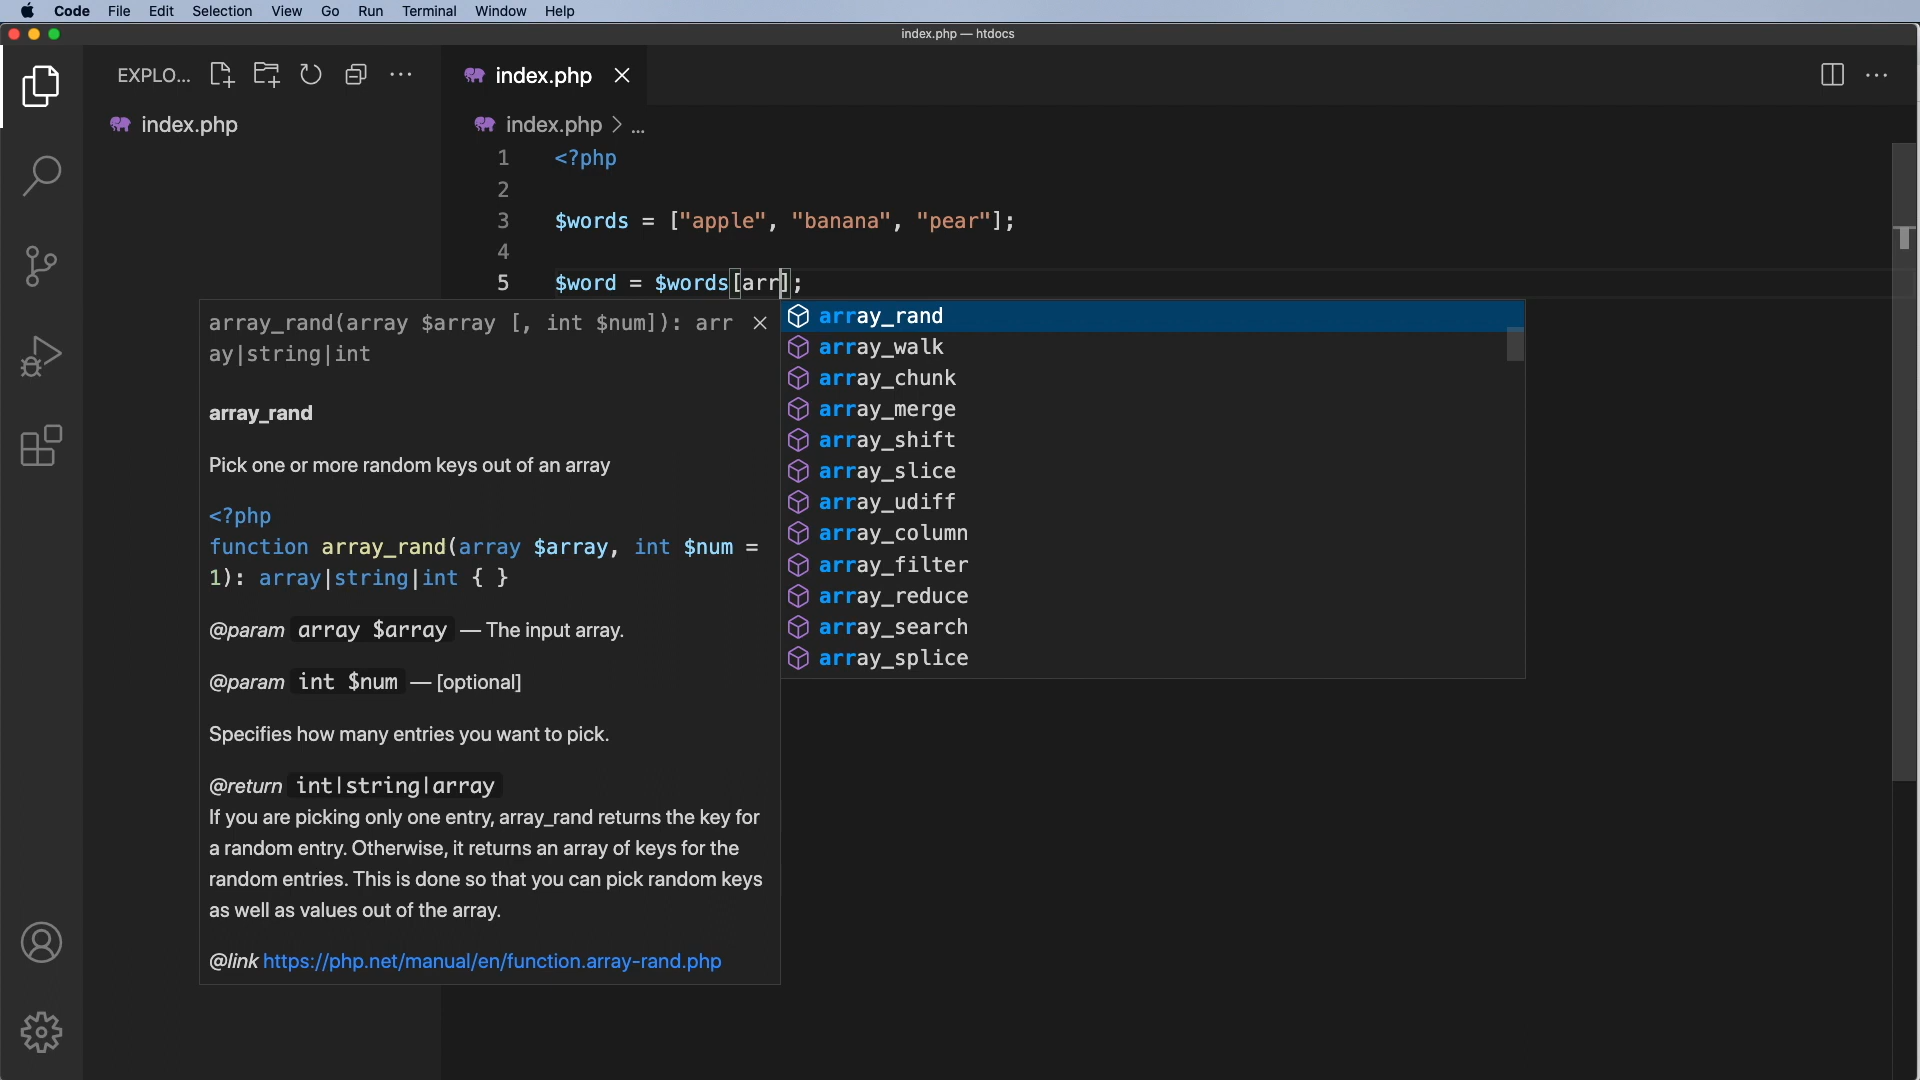 Code File Edit Selection View Go Run Terminal Window Help
index.php — htdocs
EXPLO...
index.php
index.php
index.php > ...
1 <?php
2
3 $words = ["apple", "banana", "pear"];
4
5 $word = $words[arr];
array_rand(array $array [, int $num]): arr
ay|string|int
array_rand
Pick one or more random keys out of an array
<?php
function array_rand(array $array, int $num =
1): array|string|int { }
@param array $array — The input array.
@param int $num — [optional]
Specifies how many entries you want to pick.
@return int|string|array
If you are picking only one entry, array_rand returns the key for
a random entry. Otherwise, it returns an array of keys for the
random entries. This is done so that you can pick random keys
as well as values out of the array.
@link https://php.net/manual/en/function.array-rand.php
array_rand
array_walk
array_chunk
array_merge
array_shift
array_slice
array_udiff
array_column
array_filter
array_reduce
array_search
array_splice